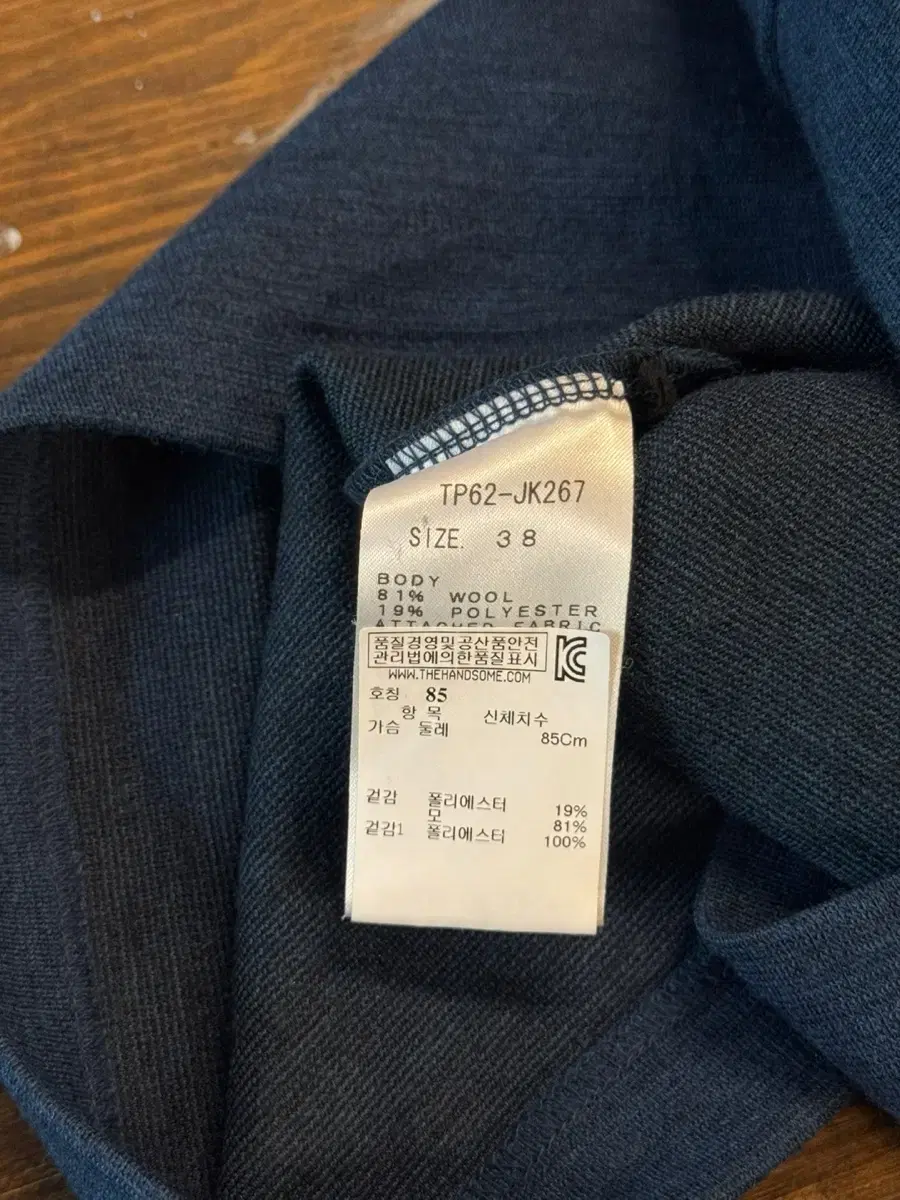 TP62-JK267
SIZE. 38
BODY
81% WOOL
19% POLYESTER
ATTACHED FABRIC
품질경영및공산품안전
관리법에의한품질표시
WWW.THEHANDSOME.COM
호칭 85
항 목 신체치수
가슴 둘레 85Cm
겉감 폴리에스터 19%
모 81%
겉감1 폴리에스터 100%